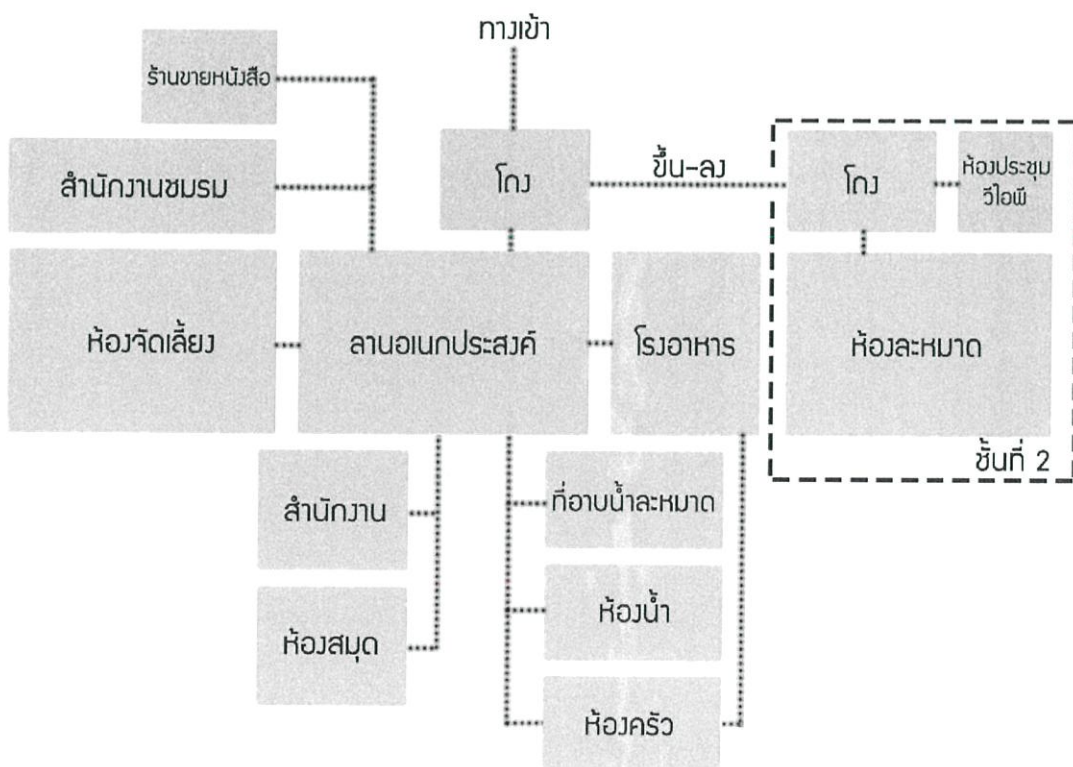 ทางเข้า
ร้านขายหนังสือ
สำนักงานชมรม
โถง
ขึ้น-ลง
โถง
ห้องประชุม
วีไอพี
ห้องจัดเลี้ยง
ลานอเนกประสงค์
โรงอาหาร
ห้องละหมาด
ชั้นที่ 2
สำนักงาน
ที่อาบน้ำละหมาด
ห้องสมุด
ห้องน้ำ
ห้องครัว